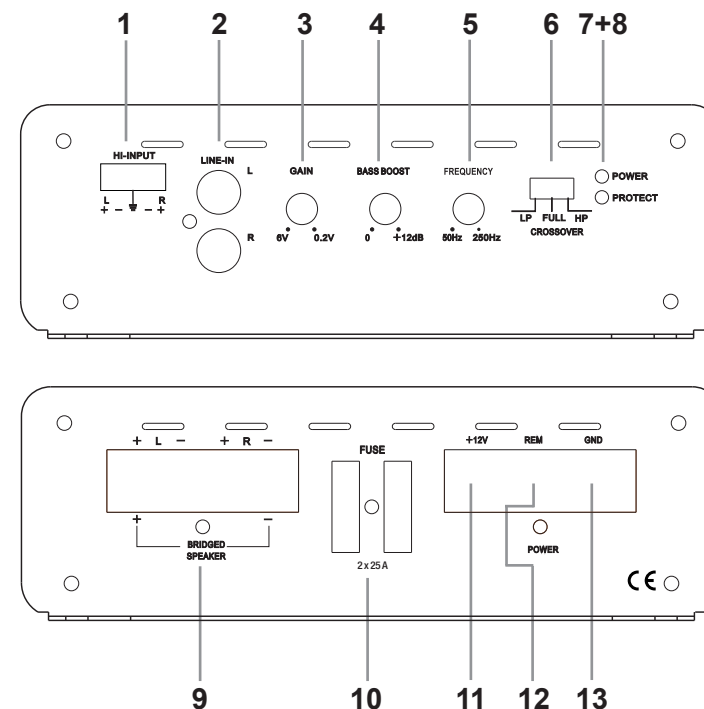 1 2 3 4 5 6 7+8
HI-INPUT
L R
+ − − +
LINE-IN
L
R
GAIN
6V 0.2V
BASS BOOST
0 +12dB
FREQUENCY
50Hz 250Hz
LP FULL HP
CROSSOVER
POWER
PROTECT
+ L − + R −
+ −
BRIDGED
SPEAKER
FUSE
2 x 25 A
+12V REM GND
POWER
CE
9 10 11 12 13